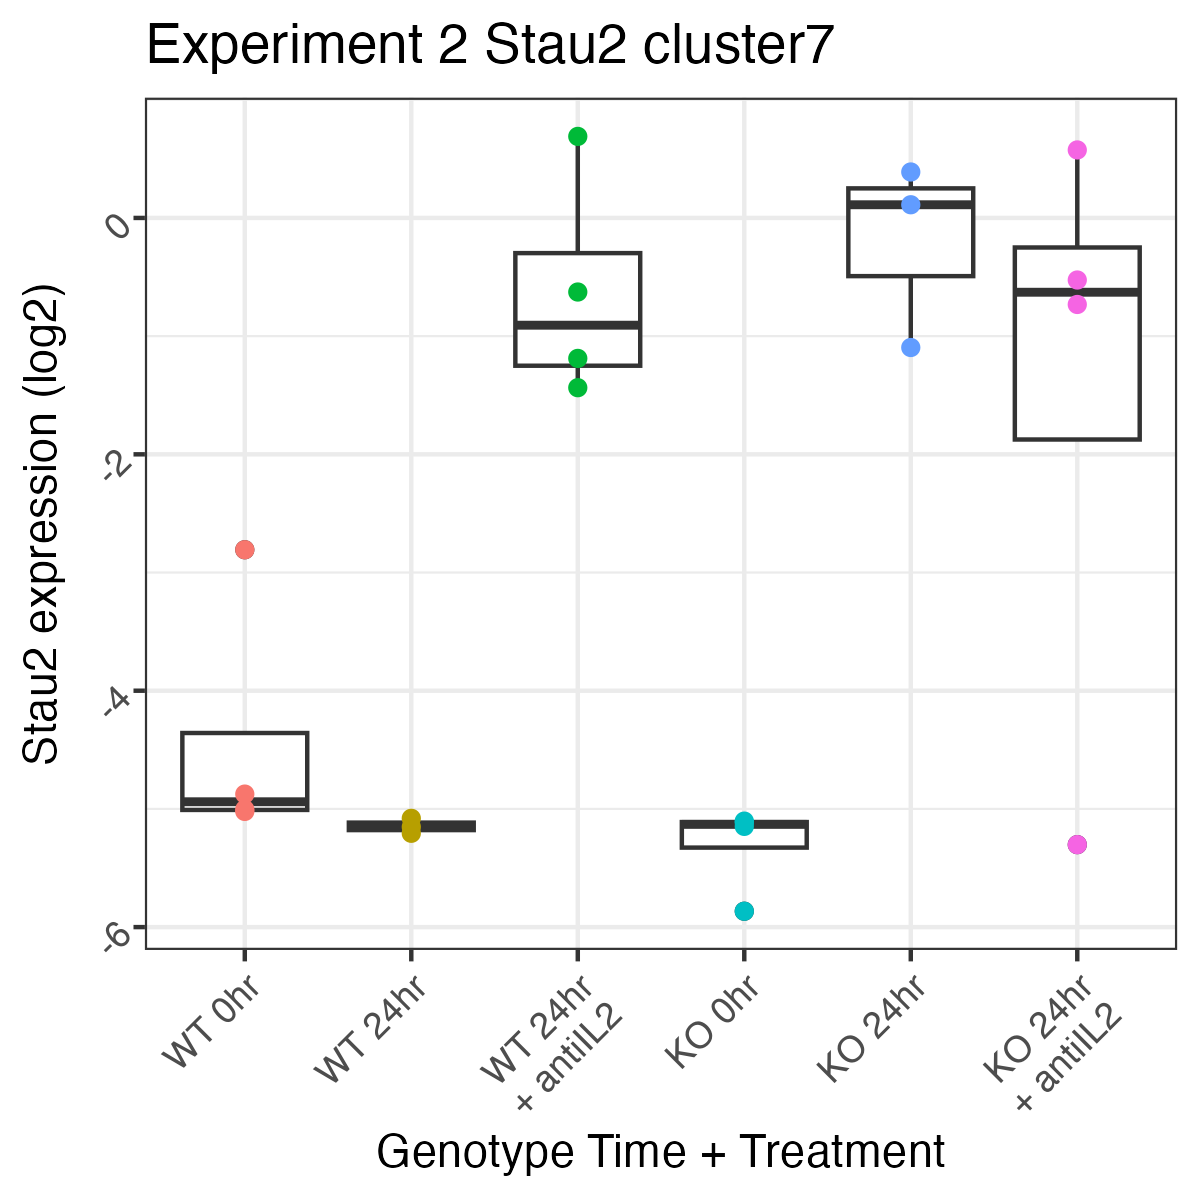 Experiment 2 Stau2 cluster7
Stau2 expression (log2)
0
-2
-4
-6
WT 0hr
WT 24hr
WT 24hr
+ antiIL2
KO 0hr
KO 24hr
KO 24hr
+ antiIL2
Genotype Time + Treatment